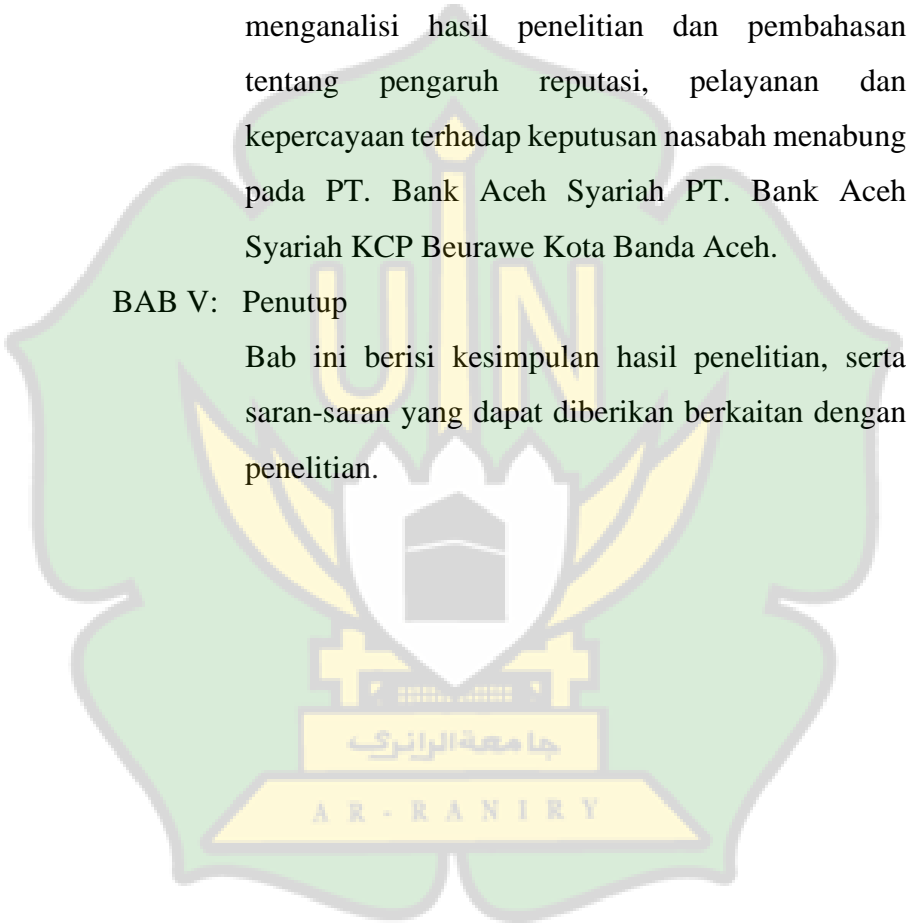 menganalisi hasil penelitian dan pembahasan
tentang pengaruh reputasi, pelayanan dan
kepercayaan terhadap keputusan nasabah menabung
pada PT. Bank Aceh Syariah PT. Bank Aceh
Syariah KCP Beurawe Kota Banda Aceh.
BAB V: Penutup
Bab ini berisi kesimpulan hasil penelitian, serta
saran-saran yang dapat diberikan berkaitan dengan
penelitian.
UIN
جامعة الرانري
AR-RANIRY